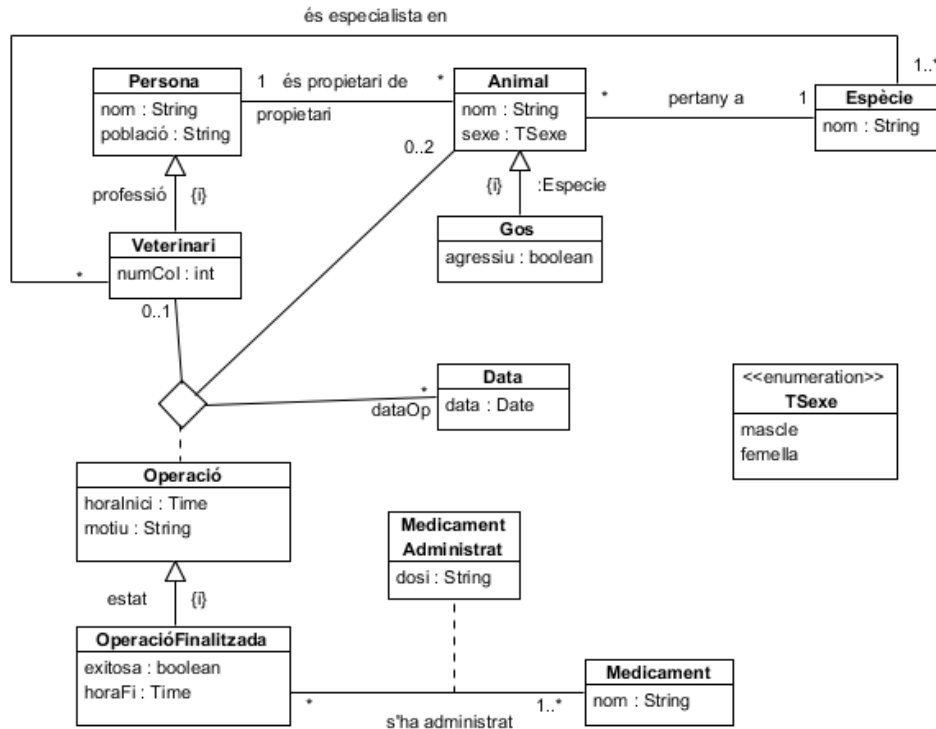 és especialista en
1..*
Persona
nom : String
població : String
1
és propietari de
*
propietari
Animal
nom : String
sexe : TSexe
*
pertany a
1
Espècie
nom : String
0..2
professió
{i}
{i}
:Especie
Gos
agressiu : boolean
Veterinari
numCol : int
*
0..1
*
dataOp
Data
data : Date
<<enumeration>>
TSexe
mascle
femella
Operació
horaInici : Time
motiu : String
Medicament
Administrat
dosi : String
estat
{i}
OperacióFinalitzada
exitosa : boolean
horaFi : Time
*
s'ha administrat
1..*
Medicament
nom : String